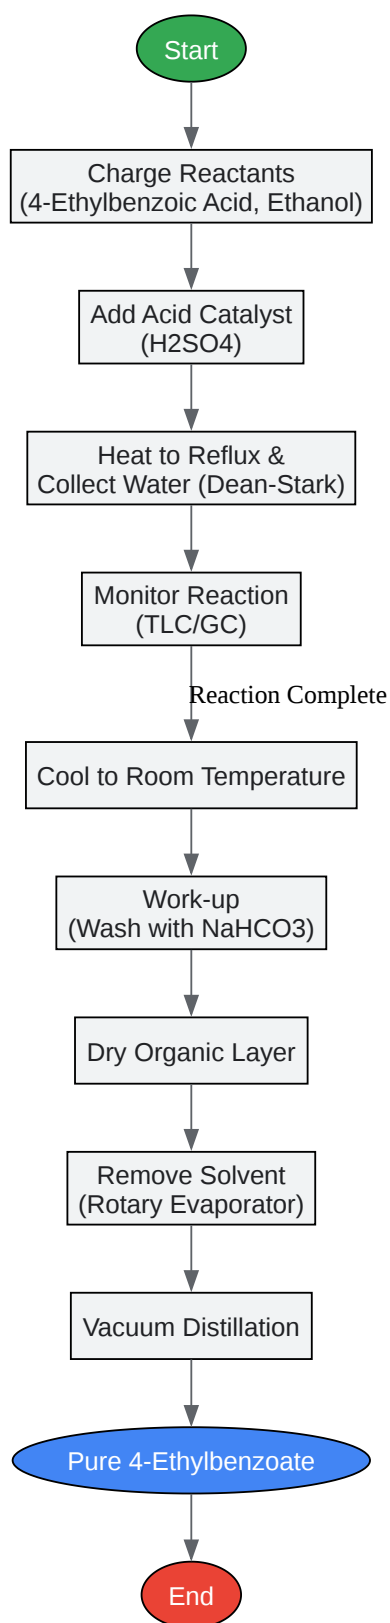 Start
Charge Reactants
(4-Ethylbenzoic Acid, Ethanol)
Add Acid Catalyst
(H2SO4)
Heat to Reflux &
Collect Water (Dean-Stark)
Monitor Reaction
(TLC/GC)
Reaction Complete
Cool to Room Temperature
Work-up
(Wash with NaHCO3)
Dry Organic Layer
Remove Solvent
(Rotary Evaporator)
Vacuum Distillation
Pure 4-Ethylbenzoate
End